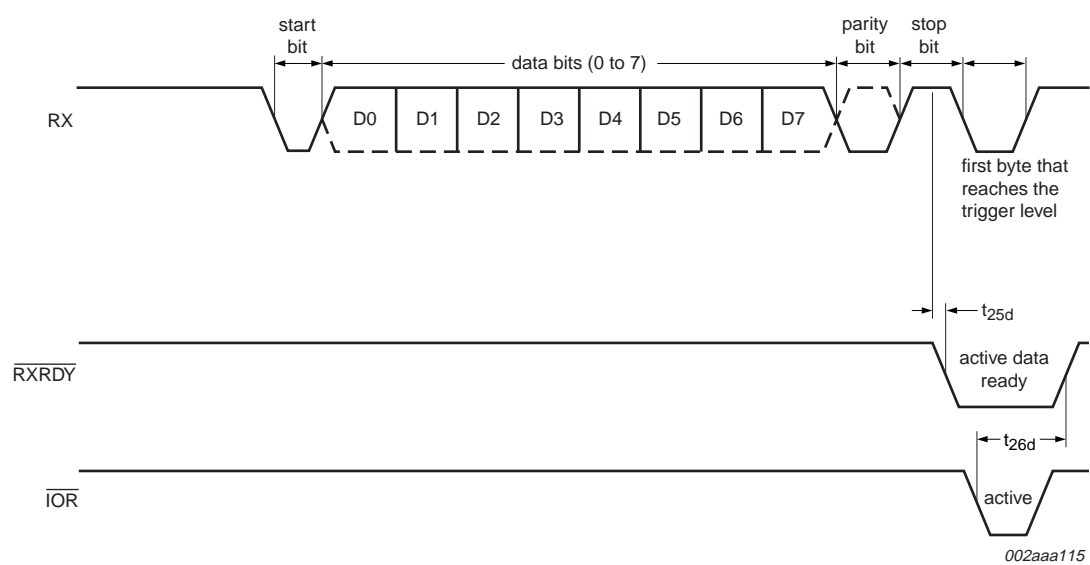 start
bit
data bits (0 to 7)
parity
bit
stop
bit
RX
D0
D1
D2
D3
D4
D5
D6
D7
first byte that
reaches the
trigger level
t25d
RXRDY
active data
ready
t26d
IOR
active
002aaa115